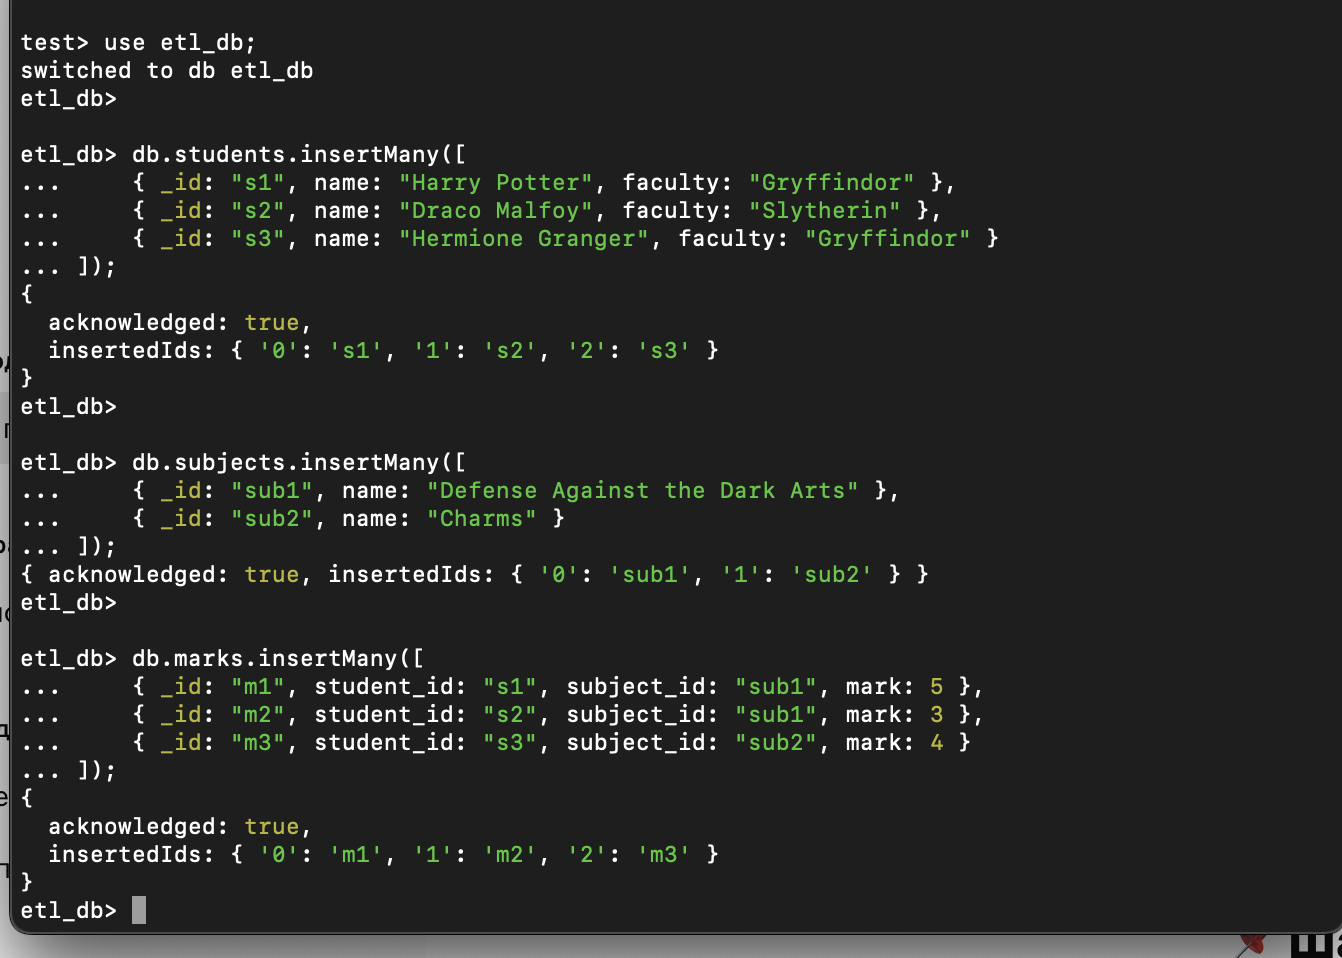 test> use etl_db;
switched to db etl_db
etl_db>
etl_db> db.students.insertMany([
...     { _id: "s1", name: "Harry Potter", faculty: "Gryffindor" },
...     { _id: "s2", name: "Draco Malfoy", faculty: "Slytherin" },
...     { _id: "s3", name: "Hermione Granger", faculty: "Gryffindor" }
... ]);
{
  acknowledged: true,
  insertedIds: { '0': 's1', '1': 's2', '2': 's3' }
}
etl_db>
etl_db> db.subjects.insertMany([
...     { _id: "sub1", name: "Defense Against the Dark Arts" },
...     { _id: "sub2", name: "Charms" }
... ]);
{ acknowledged: true, insertedIds: { '0': 'sub1', '1': 'sub2' } }
etl_db>
etl_db> db.marks.insertMany([
...     { _id: "m1", student_id: "s1", subject_id: "sub1", mark: 5 },
...     { _id: "m2", student_id: "s2", subject_id: "sub1", mark: 3 },
...     { _id: "m3", student_id: "s3", subject_id: "sub2", mark: 4 }
... ]);
{
  acknowledged: true,
  insertedIds: { '0': 'm1', '1': 'm2', '2': 'm3' }
}
etl_db>